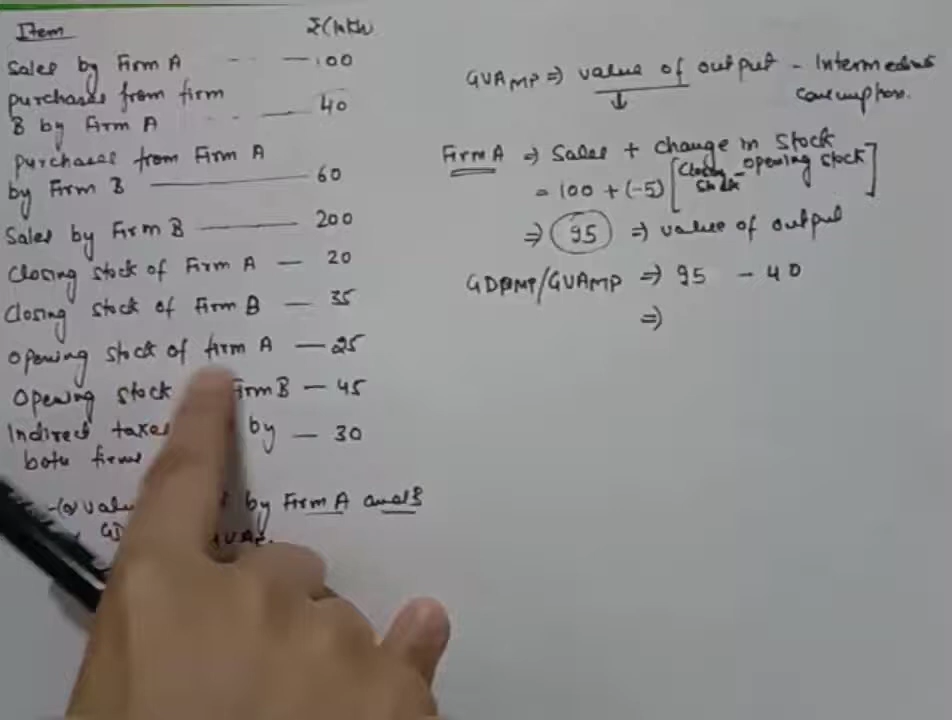 Item
Sales by Firm A - - - 100
purchases from firm
B by Firm A - - 40
purchases from Firm A
by Firm B — 60
Sales by Firm B — 200
Closing stock of Firm A — 20
Closing stock of Firm B — 35
Opening stock of firm A — 25
Opening stock Firm B — 45
Indirect taxes by
both firms — 30
by Firm A and B
GVAMP ⇒ value of output - Intermediate
consumption.
↓
Firm A ⇒ Sales + change in Stock
= 100 + (-5) [Closing stock - opening stock]
⇒ 95 ⇒ value of output
GDPMP/GVAMP ⇒ 95 - 40
⇒